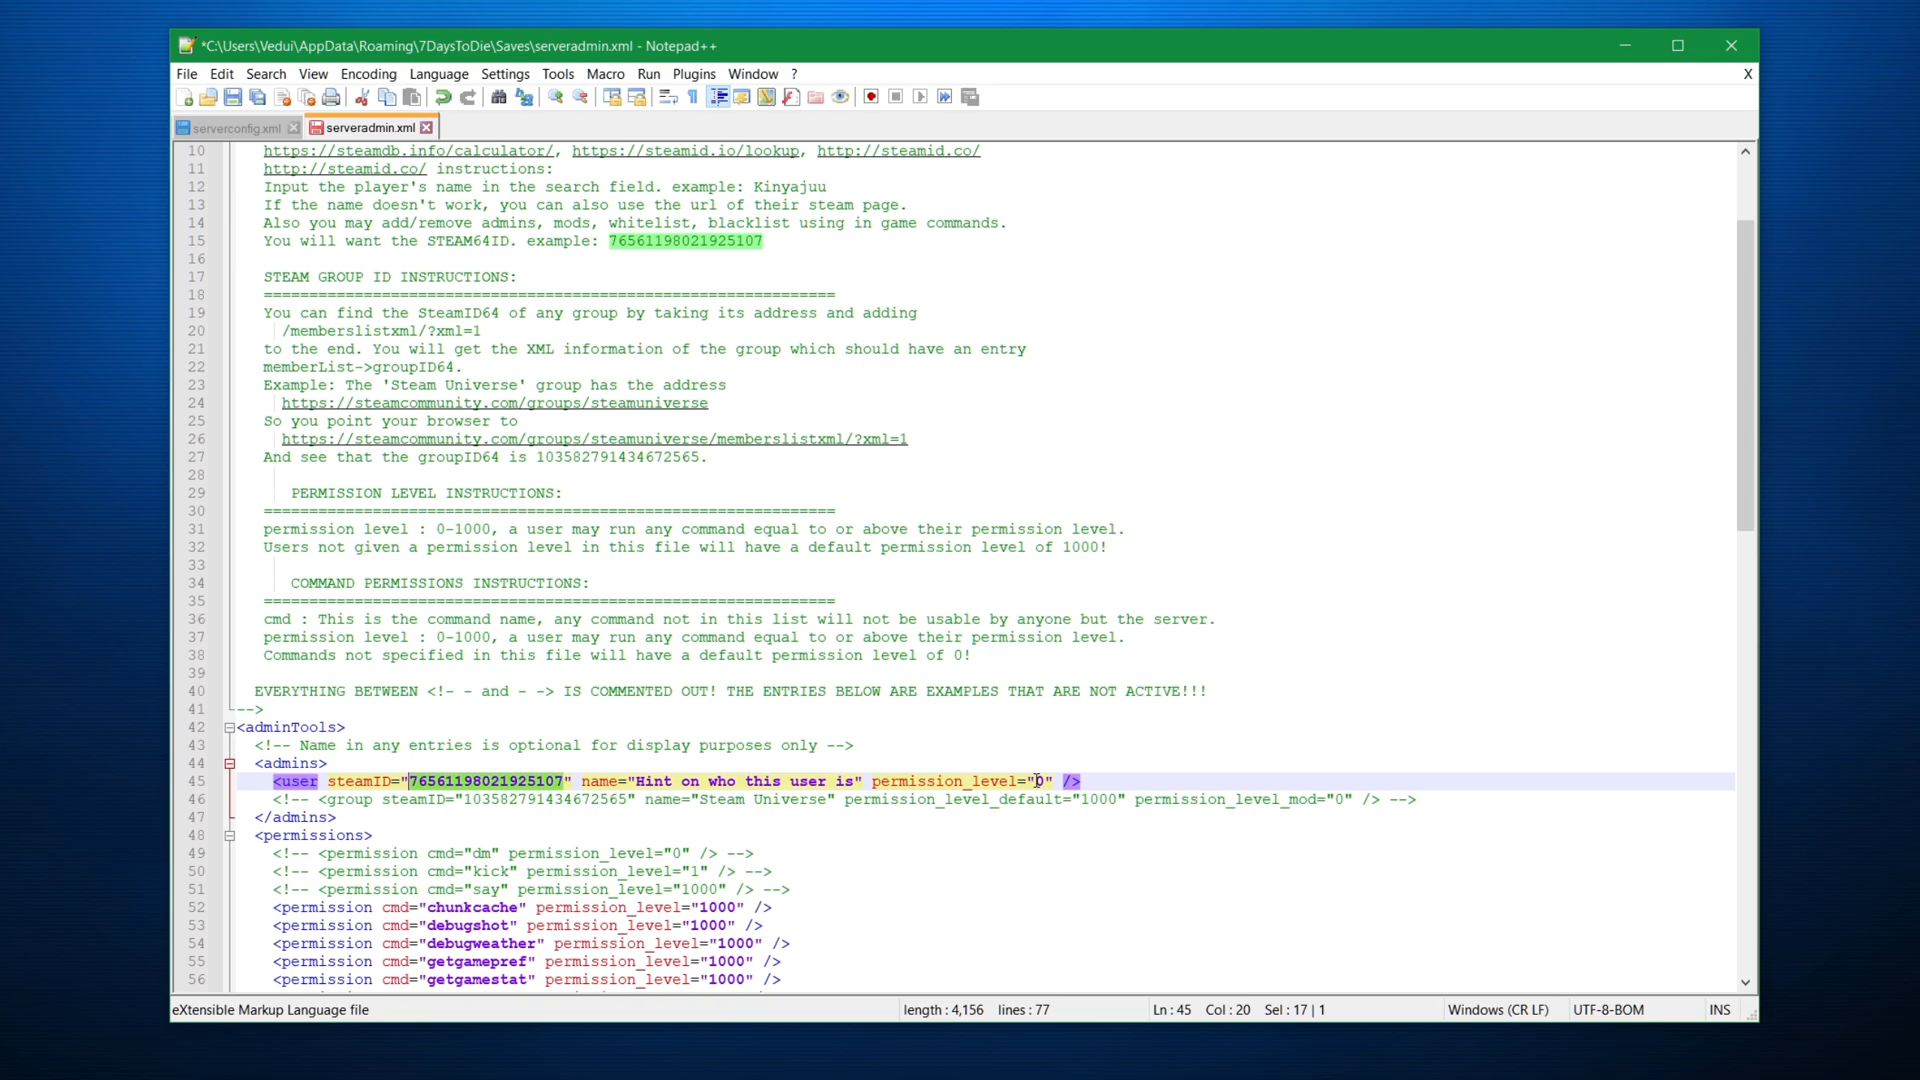 *C:\Users\Vedui\AppData\Roaming\7DaysToDie\Saves\serveradmin.xml - Notepad++
File Edit Search View Encoding Language Settings Tools Macro Run Plugins Window ? X
serverconfig.xml serveradmin.xml
10 https://steamdb.info/calculator/, https://steamid.io/lookup, http://steamid.co/
11 http://steamid.co/ instructions:
12 Input the player's name in the search field. example: Kinyajuu
13 If the name doesn't work, you can also use the url of their steam page.
14 Also you may add/remove admins, mods, whitelist, blacklist using in game commands.
15 You will want the STEAM64ID. example: 76561198021925107
16
17 STEAM GROUP ID INSTRUCTIONS:
18 ===============================================================
19 You can find the SteamID64 of any group by taking its address and adding
20 /memberslistxml/?xml=1
21 to the end. You will get the XML information of the group which should have an entry
22 memberList->groupID64.
23 Example: The 'Steam Universe' group has the address
24 https://steamcommunity.com/groups/steamuniverse
25 So you point your browser to
26 https://steamcommunity.com/groups/steamuniverse/memberslistxml/?xml=1
27 And see that the groupID64 is 103582791434672565.
28
29 PERMISSION LEVEL INSTRUCTIONS:
30 ===============================================================
31 permission level : 0-1000, a user may run any command equal to or above their permission level.
32 Users not given a permission level in this file will have a default permission level of 1000!
33
34 COMMAND PERMISSIONS INSTRUCTIONS:
35 ===============================================================
36 cmd : This is the command name, any command not in this list will not be usable by anyone but the server.
37 permission level : 0-1000, a user may run any command equal to or above their permission level.
38 Commands not specified in this file will have a default permission level of 0!
39
40 EVERYTHING BETWEEN <!- - and - -> IS COMMENTED OUT! THE ENTRIES BELOW ARE EXAMPLES THAT ARE NOT ACTIVE!!!
41 -->
42 <adminTools>
43 <!-- Name in any entries is optional for display purposes only -->
44 <admins>
45 <user steamID="76561198021925107" name="Hint on who this user is" permission_level="0" />
46 <!-- <group steamID="103582791434672565" name="Steam Universe" permission_level_default="1000" permission_level_mod="0" /> -->
47 </admins>
48 <permissions>
49 <!-- <permission cmd="dm" permission_level="0" /> -->
50 <!-- <permission cmd="kick" permission_level="1" /> -->
51 <!-- <permission cmd="say" permission_level="1000" /> -->
52 <permission cmd="chunkcache" permission_level="1000" />
53 <permission cmd="debugshot" permission_level="1000" />
54 <permission cmd="debugweather" permission_level="1000" />
55 <permission cmd="getgamepref" permission_level="1000" />
56 <permission cmd="getgamestat" permission_level="1000" />
eXtensible Markup Language file length : 4,156 lines : 77 Ln : 45 Col : 20 Sel : 17 | 1 Windows (CR LF) UTF-8-BOM INS